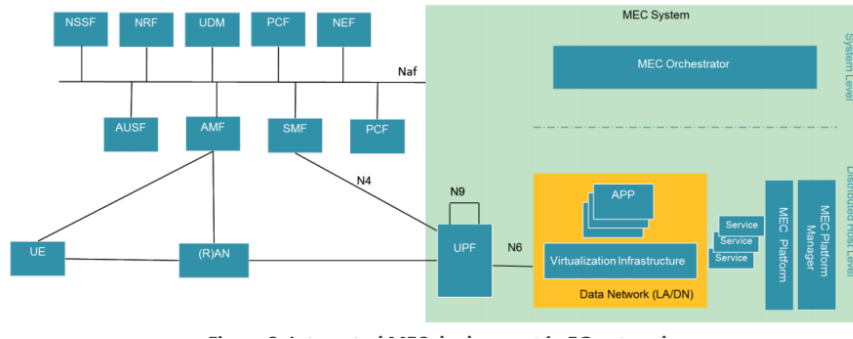 MEC System
NSSF
NRF
UDM
PCF
NEF
MEC Orchestrator
System Level
Naf
AUSF
AMF
SMF
PCF
N4
N9
APP
Distributed Host Level
UE
(R)AN
UPF
N6
Virtualization Infrastructure
Service
Service
Service
MEC Platform
MEC Platform Manager
Data Network (LA/DN)